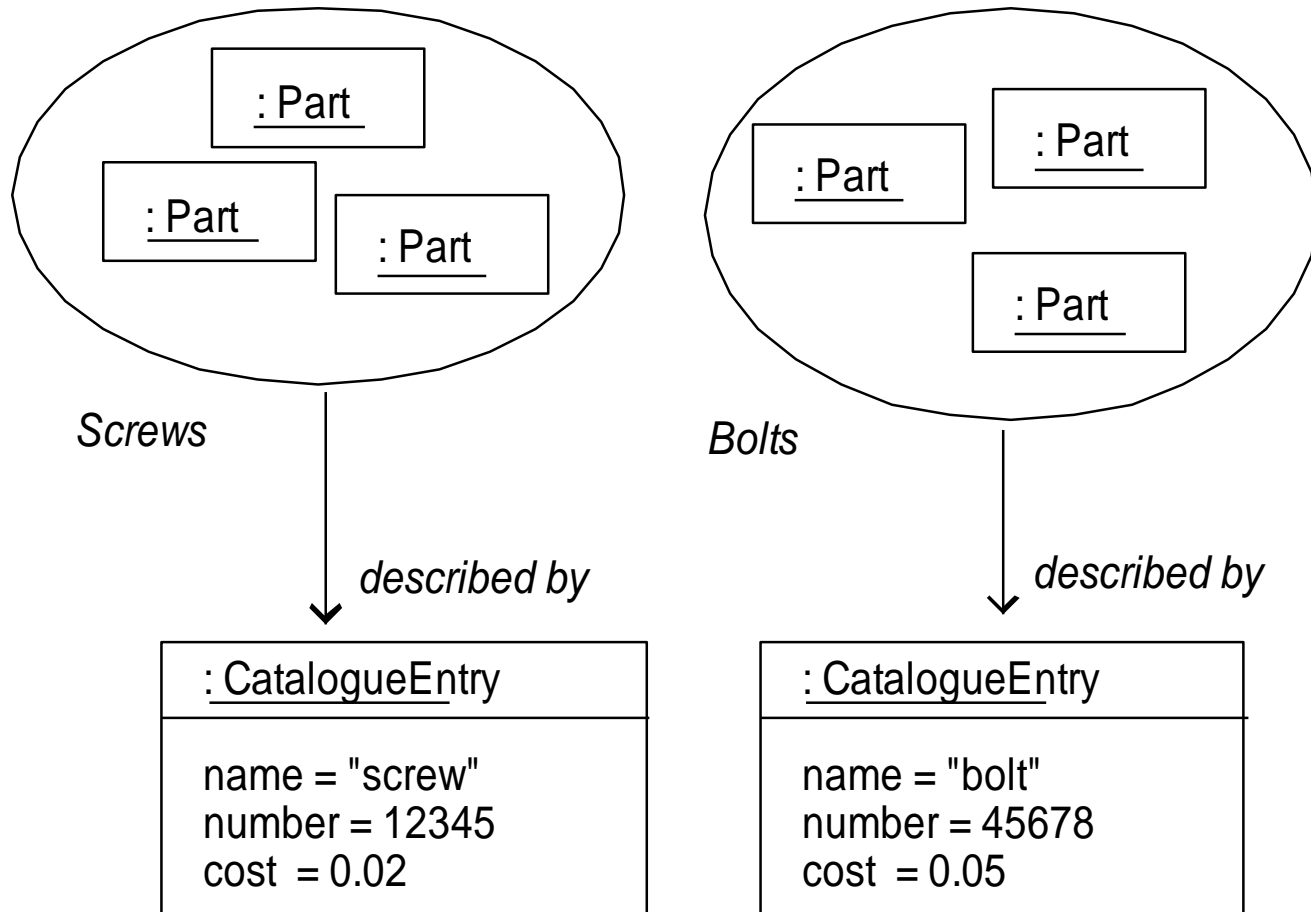 : Part
: Part
: Part
Screws
described by
: CatalogueEntry
name = "screw"
number = 12345
cost = 0.02
: Part
: Part
: Part
Bolts
described by
: CatalogueEntry
name = "bolt"
number = 45678
cost = 0.05